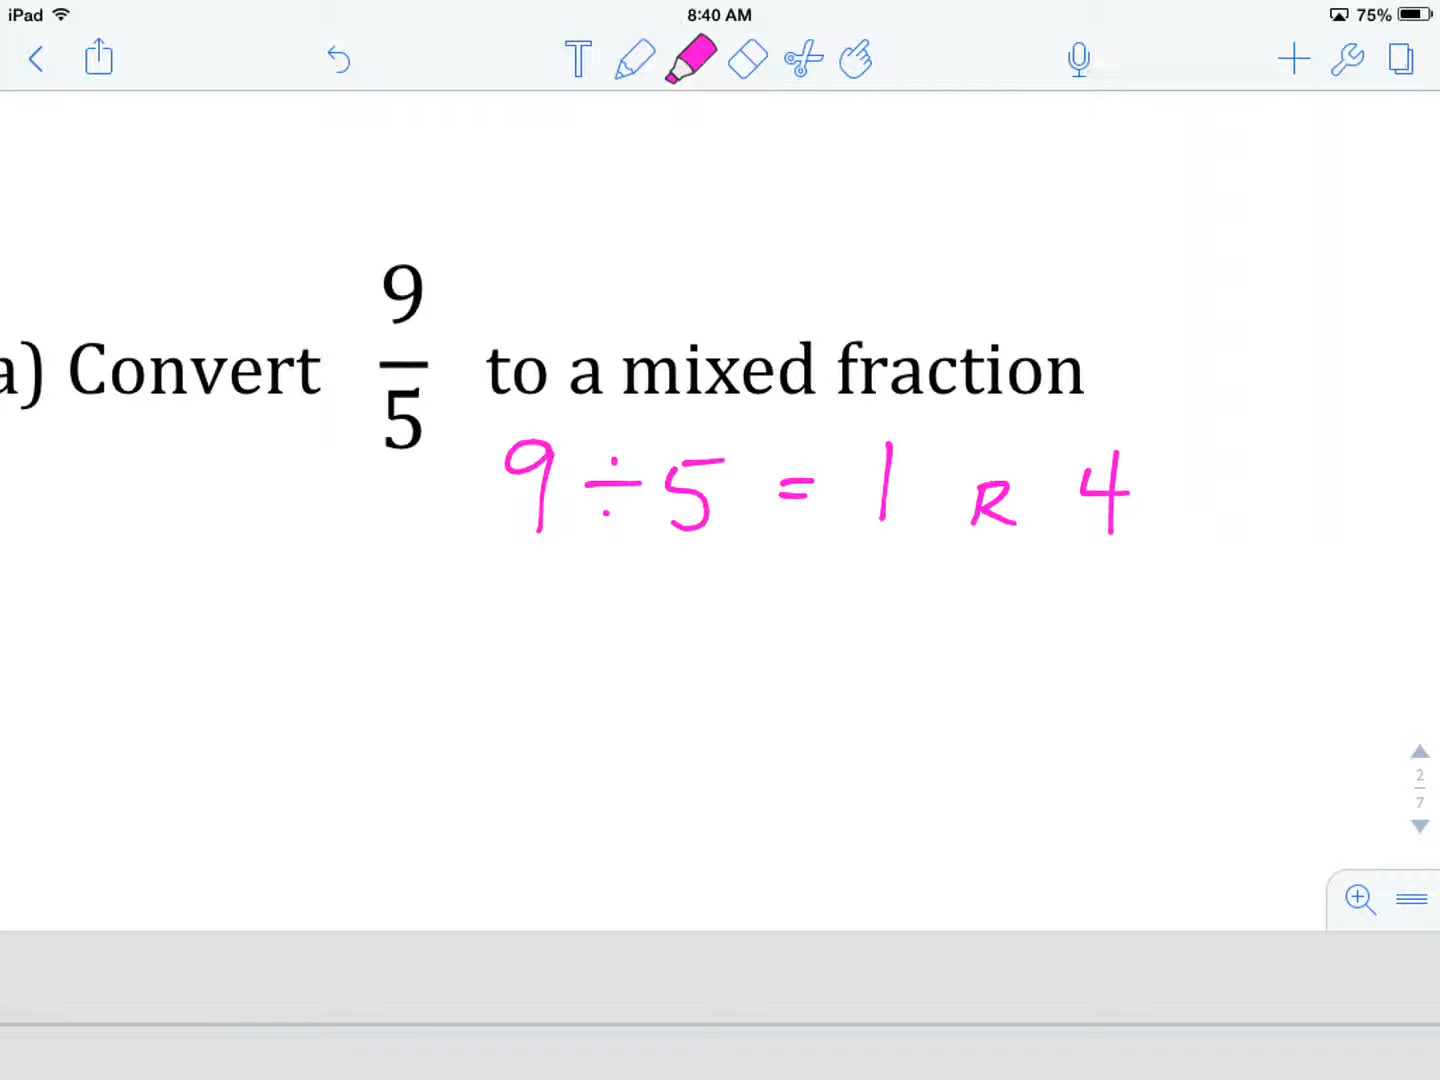 iPad 8:40 AM 75%
T
9
a) Convert — to a mixed fraction
5
9 ÷ 5 = 1 R 4
2
7